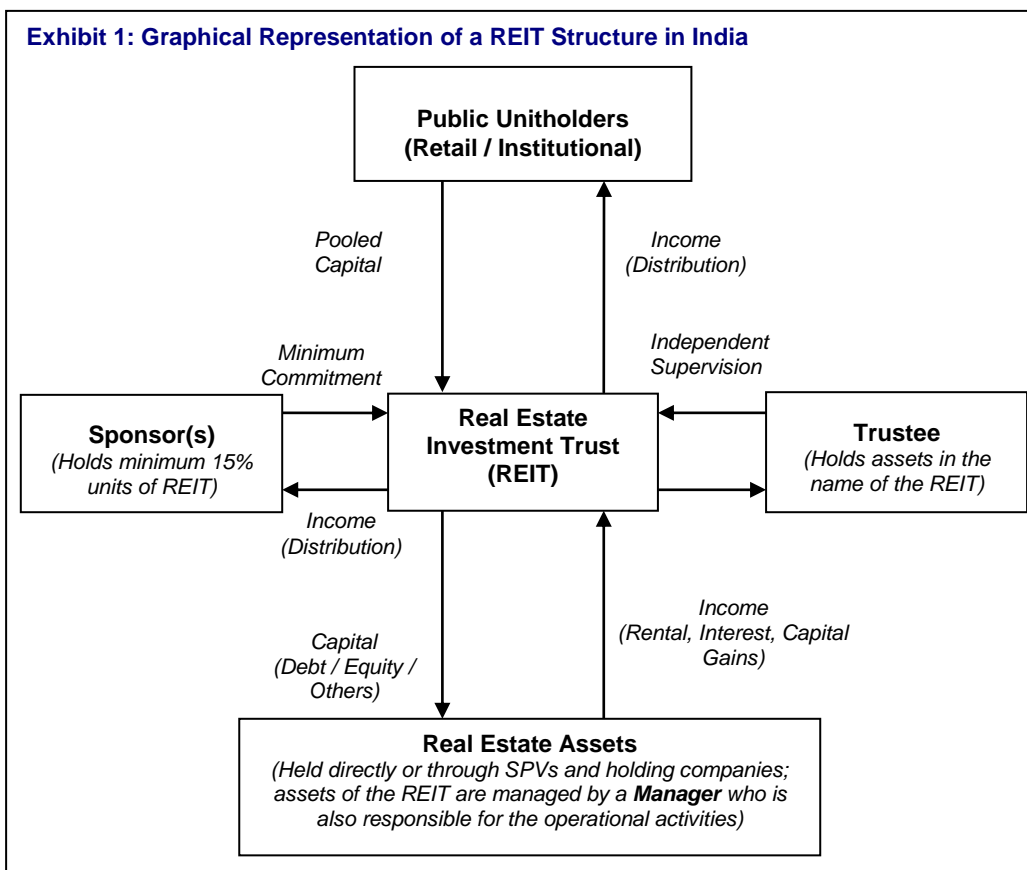 Exhibit 1: Graphical Representation of a REIT Structure in India
Public Unitholders
(Retail / Institutional)
Pooled
Capital
Income
(Distribution)
Minimum
Commitment
Independent
Supervision
Sponsor(s)
(Holds minimum 15%
units of REIT)
Real Estate
Investment Trust
(REIT)
Trustee
(Holds assets in the
name of the REIT)
Income
(Distribution)
Capital
(Debt / Equity /
Others)
Income
(Rental, Interest, Capital
Gains)
Real Estate Assets
(Held directly or through SPVs and holding companies;
assets of the REIT are managed by a Manager who is
also responsible for the operational activities)